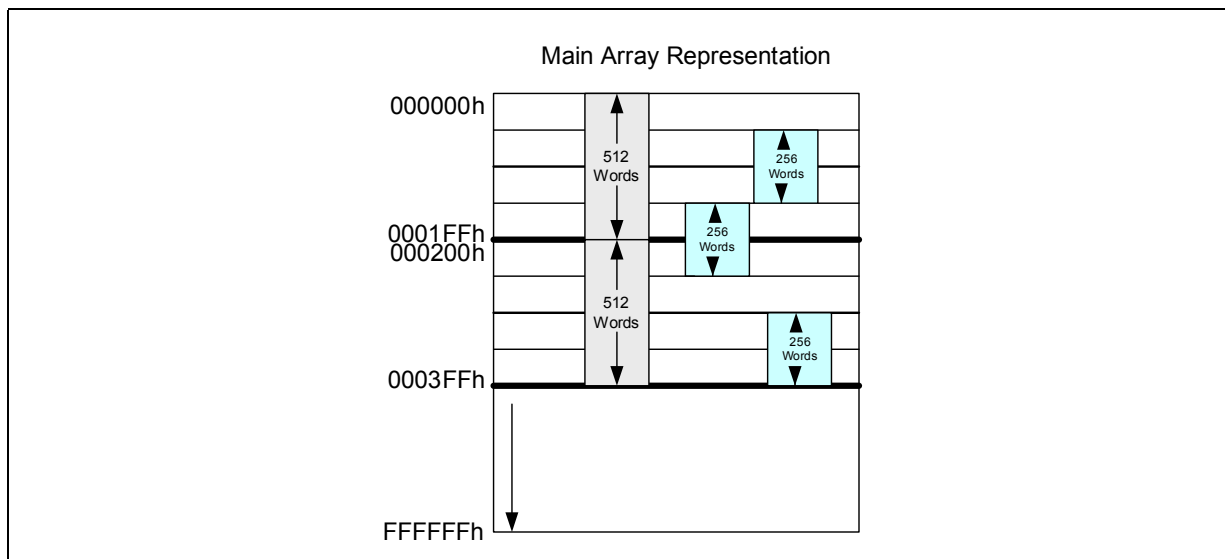 Main Array Representation
000000h
512
Words
256
Words
0001FFh
000200h
256
Words
512
Words
256
Words
0003FFh
FFFFFFh